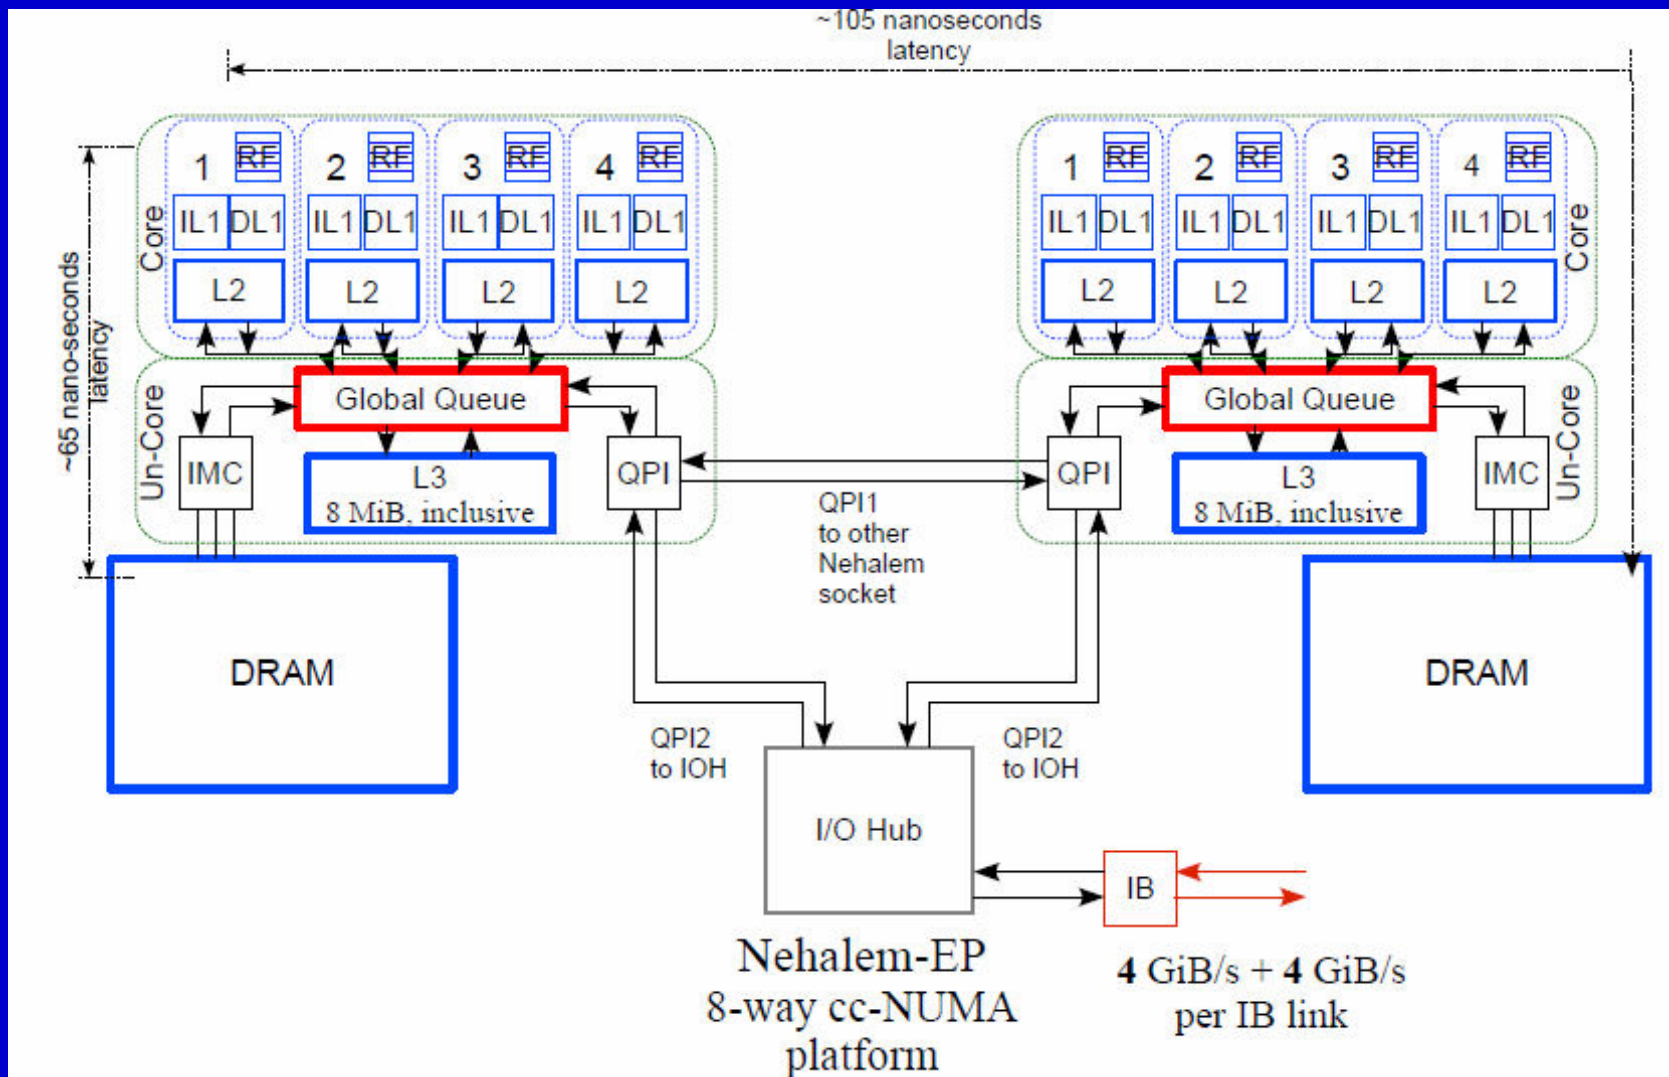 ~105 nanoseconds
latency
~65 nano-seconds
latency
Core
1 RF
IL1 DL1
L2
2 RF
IL1 DL1
L2
3 RF
IL1 DL1
L2
4 RF
IL1 DL1
L2
Un-Core
Global Queue
IMC
L3
8 MiB, inclusive
QPI
DRAM
QPI1
to other
Nehalem
socket
1 RF
IL1 DL1
L2
2 RF
IL1 DL1
L2
3 RF
IL1 DL1
L2
4 RF
IL1 DL1
L2
Core
Global Queue
QPI
L3
8 MiB, inclusive
IMC
Un-Core
DRAM
QPI2
to IOH
QPI2
to IOH
I/O Hub
IB
Nehalem-EP
8-way cc-NUMA
platform
4 GiB/s + 4 GiB/s
per IB link